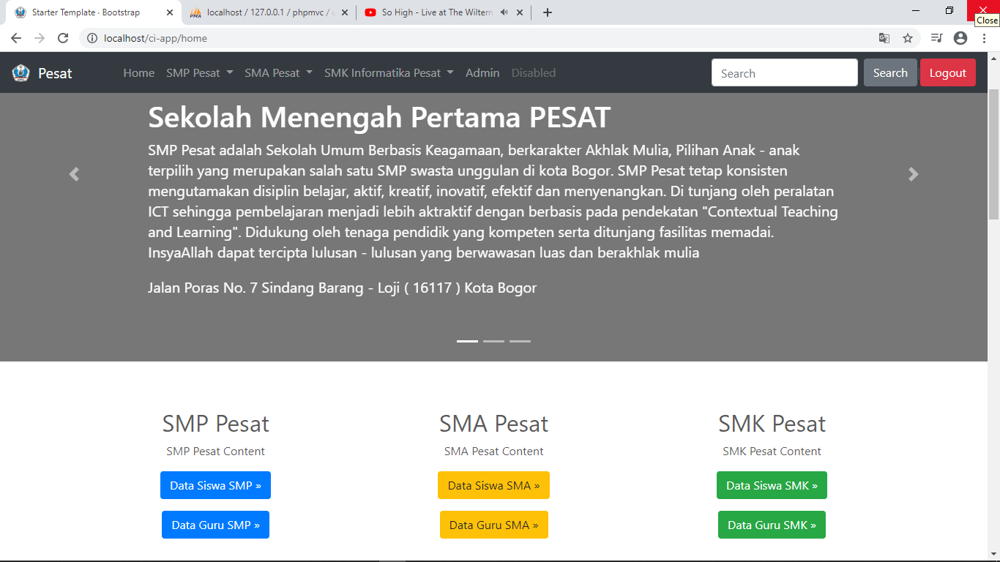 Starter Template · Bootstrap
localhost / 127.0.0.1 / phpmvc /
So High - Live at The Wiltern
Close
localhost/ci-app/home
Pesat
Home SMP Pesat SMA Pesat SMK Informatika Pesat Admin Disabled Search Search Logout
Sekolah Menengah Pertama PESAT
SMP Pesat adalah Sekolah Umum Berbasis Keagamaan, berkarakter Akhlak Mulia, Pilihan Anak - anak
terpilih yang merupakan salah satu SMP swasta unggulan di kota Bogor. SMP Pesat tetap konsisten
mengutamakan disiplin belajar, aktif, kreatif, inovatif, efektif dan menyenangkan. Di tunjang oleh peralatan
ICT sehingga pembelajaran menjadi lebih aktraktif dengan berbasis pada pendekatan "Contextual Teaching
and Learning". Didukung oleh tenaga pendidik yang kompeten serta ditunjang fasilitas memadai.
InsyaAllah dapat tercipta lulusan - lulusan yang berwawasan luas dan berakhlak mulia
Jalan Poras No. 7 Sindang Barang - Loji ( 16117 ) Kota Bogor
SMP Pesat
SMP Pesat Content
Data Siswa SMP »
Data Guru SMP »
SMA Pesat
SMA Pesat Content
Data Siswa SMA »
Data Guru SMA »
SMK Pesat
SMK Pesat Content
Data Siswa SMK »
Data Guru SMK »